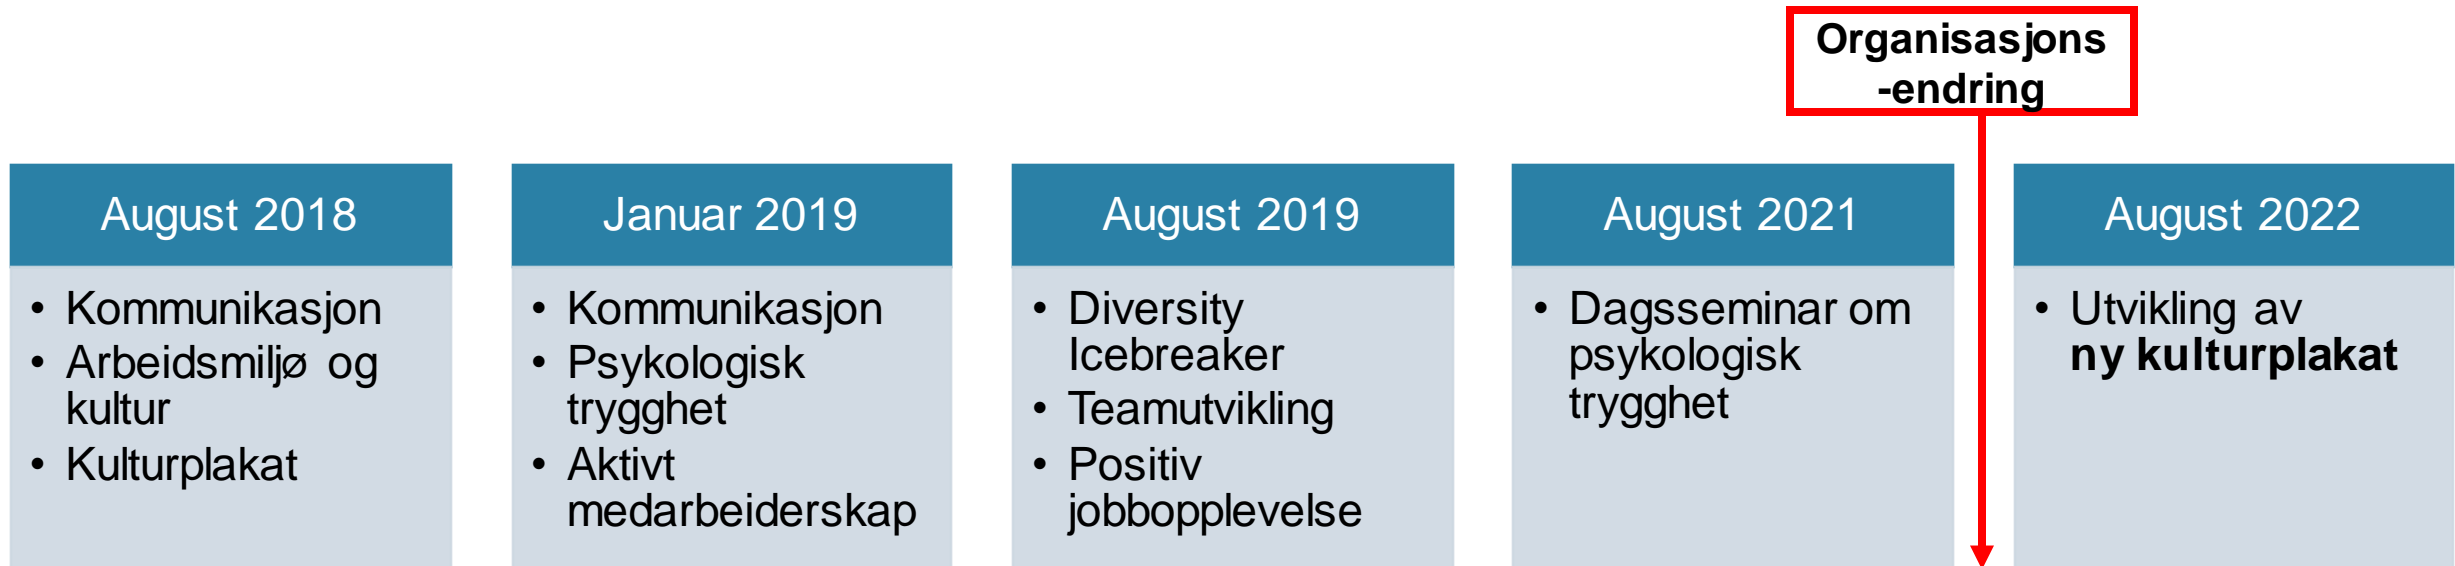 Organisasjons
-endring
August 2018
• Kommunikasjon
• Arbeidsmiljø og
kultur
• Kulturplakat
Januar 2019
• Kommunikasjon
• Psykologisk
trygghet
• Aktivt
medarbeiderskap
August 2019
• Diversity
Icebreaker
• Teamutvikling
• Positiv
jobbopplevelse
August 2021
• Dagsseminar om
psykologisk
trygghet
August 2022
• Utvikling av
ny kulturplakat